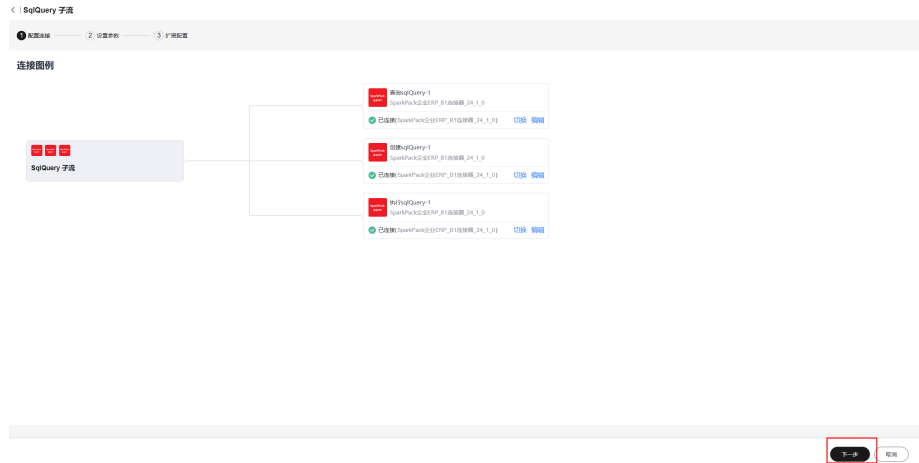 SqlQuery 子流
1 配置连接 2 设置参数 3 扩展配置
连接图例
SqlQuery 子流
查询sqlQuery-1
SparkPack企业ERP_B1连接器_24_1_0
已连接(SparkPack企业ERP_B1连接器_24_1_0) 切换 编辑
创建sqlQuery-1
SparkPack企业ERP_B1连接器_24_1_0
已连接(SparkPack企业ERP_B1连接器_24_1_0) 切换 编辑
执行sqlQuery-1
SparkPack企业ERP_B1连接器_24_1_0
已连接(SparkPack企业ERP_B1连接器_24_1_0) 切换 编辑
下一步 取消